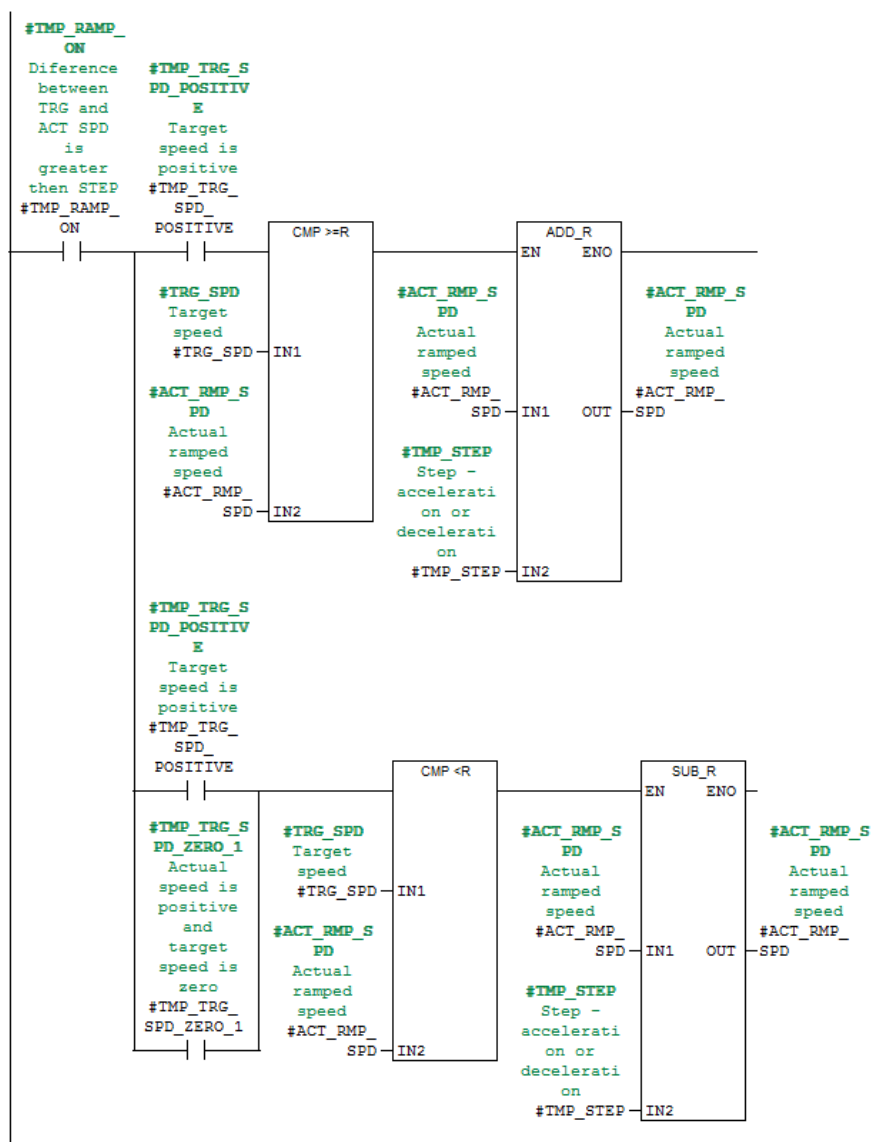 #TMP_RAMP_
ON
Diference
between
TRG and
ACT SPD
is
greater
then STEP
#TMP_RAMP_
ON
#TMP_TRG_S
PD_POSITIV
E
Target
speed is
positive
#TMP_TRG_
SPD_
POSITIVE
CMP >=R
#TRG_SPD
Target
speed
#TRG_SPD
IN1
#ACT_RMP_S
PD
Actual
ramped
speed
#ACT_RMP_
SPD
IN2
ADD_R
EN ENO
#ACT_RMP_S
PD
Actual
ramped
speed
#ACT_RMP_
SPD
IN1 OUT
#TMP_STEP
Step -
accelerati
on or
decelerati
on
#TMP_STEP
IN2
#ACT_RMP_S
PD
Actual
ramped
speed
#ACT_RMP_
SPD
#TMP_TRG_S
PD_POSITIV
E
Target
speed is
positive
#TMP_TRG_
SPD_
POSITIVE
#TMP_TRG_S
PD_ZERO_1
Actual
speed is
positive
and
target
speed is
zero
#TMP_TRG_
SPD_ZERO_1
CMP <R
#TRG_SPD
Target
speed
#TRG_SPD
IN1
#ACT_RMP_S
PD
Actual
ramped
speed
#ACT_RMP_
SPD
IN2
SUB_R
EN ENO
#ACT_RMP_S
PD
Actual
ramped
speed
#ACT_RMP_
SPD
IN1 OUT
#TMP_STEP
Step -
accelerati
on or
decelerati
on
#TMP_STEP
IN2
#ACT_RMP_S
PD
Actual
ramped
speed
#ACT_RMP_
SPD